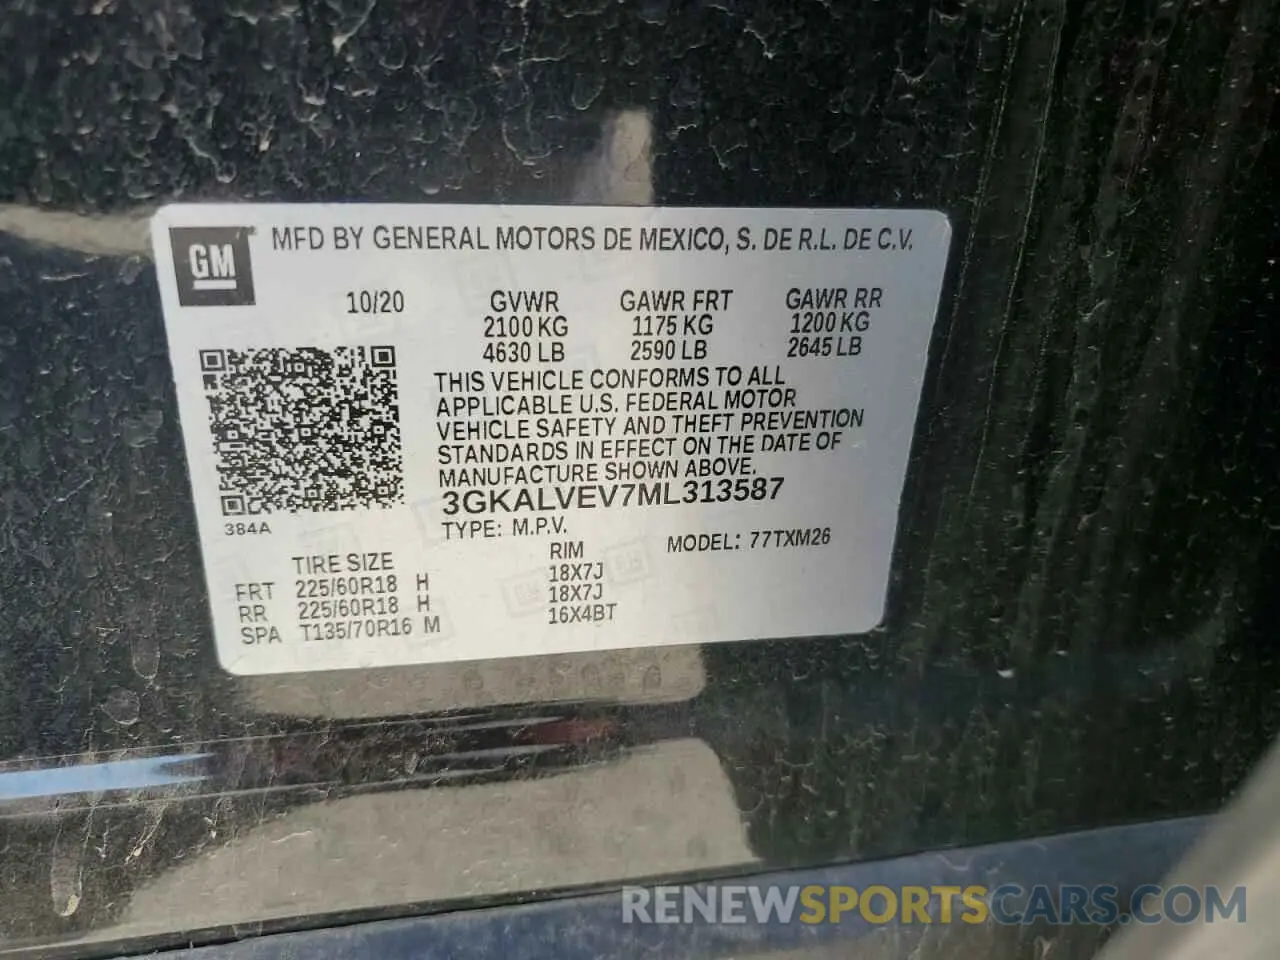 GM
MFD BY GENERAL MOTORS DE MEXICO, S. DE R.L. DE C.V.
10/20 GVWR GAWR FRT GAWR RR
2100 KG 1175 KG 1200 KG
4630 LB 2590 LB 2645 LB
THIS VEHICLE CONFORMS TO ALL
APPLICABLE U.S. FEDERAL MOTOR
VEHICLE SAFETY AND THEFT PREVENTION
STANDARDS IN EFFECT ON THE DATE OF
MANUFACTURE SHOWN ABOVE.
3GKALVEV7ML313587
384A
TYPE: M.P.V. MODEL: 77TXM26
TIRE SIZE RIM
FRT 225/60R18 H 18X7J
RR 225/60R18 H 18X7J
SPA T135/70R16 M 16X4BT
RENEWSPORTSCARS.COM